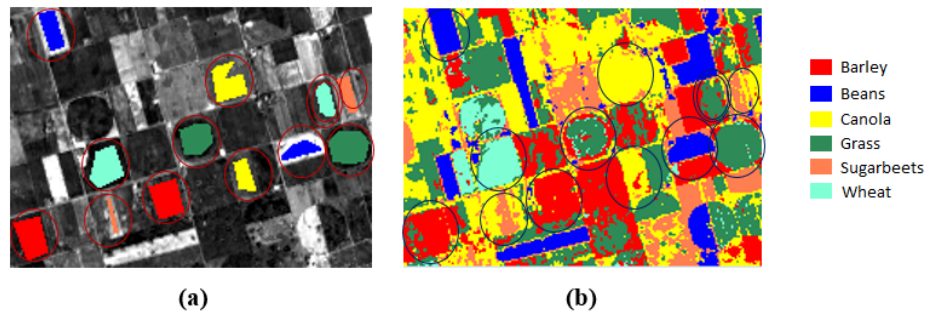 Barley
Beans
Canola
Grass
Sugarbeets
Wheat
(a)
(b)